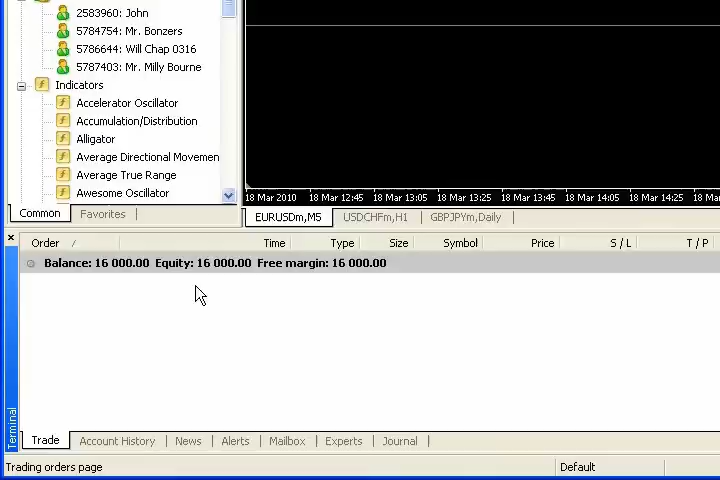 2583960: John
5784754: Mr. Bonzers
5786644: Will Chap 0316
5787403: Mr. Milly Bourne
Indicators
Accelerator Oscillator
Accumulation/Distribution
Alligator
Average Directional Movemen
Average True Range
Awesome Oscillator
Common
Favorites
18 Mar 2010 18 Mar 12:45 18 Mar 13:05 18 Mar 13:25 18 Mar 13:45 18 Mar 14:05 18 Mar 14:25
EURUSDm,M5 USDCHFm,H1 GBPJPYm,Daily
Order / Time Type Size Symbol Price S / L T / P
Balance: 16 000.00 Equity: 16 000.00 Free margin: 16 000.00
Terminal
Trade Account History News Alerts Mailbox Experts Journal
Trading orders page Default